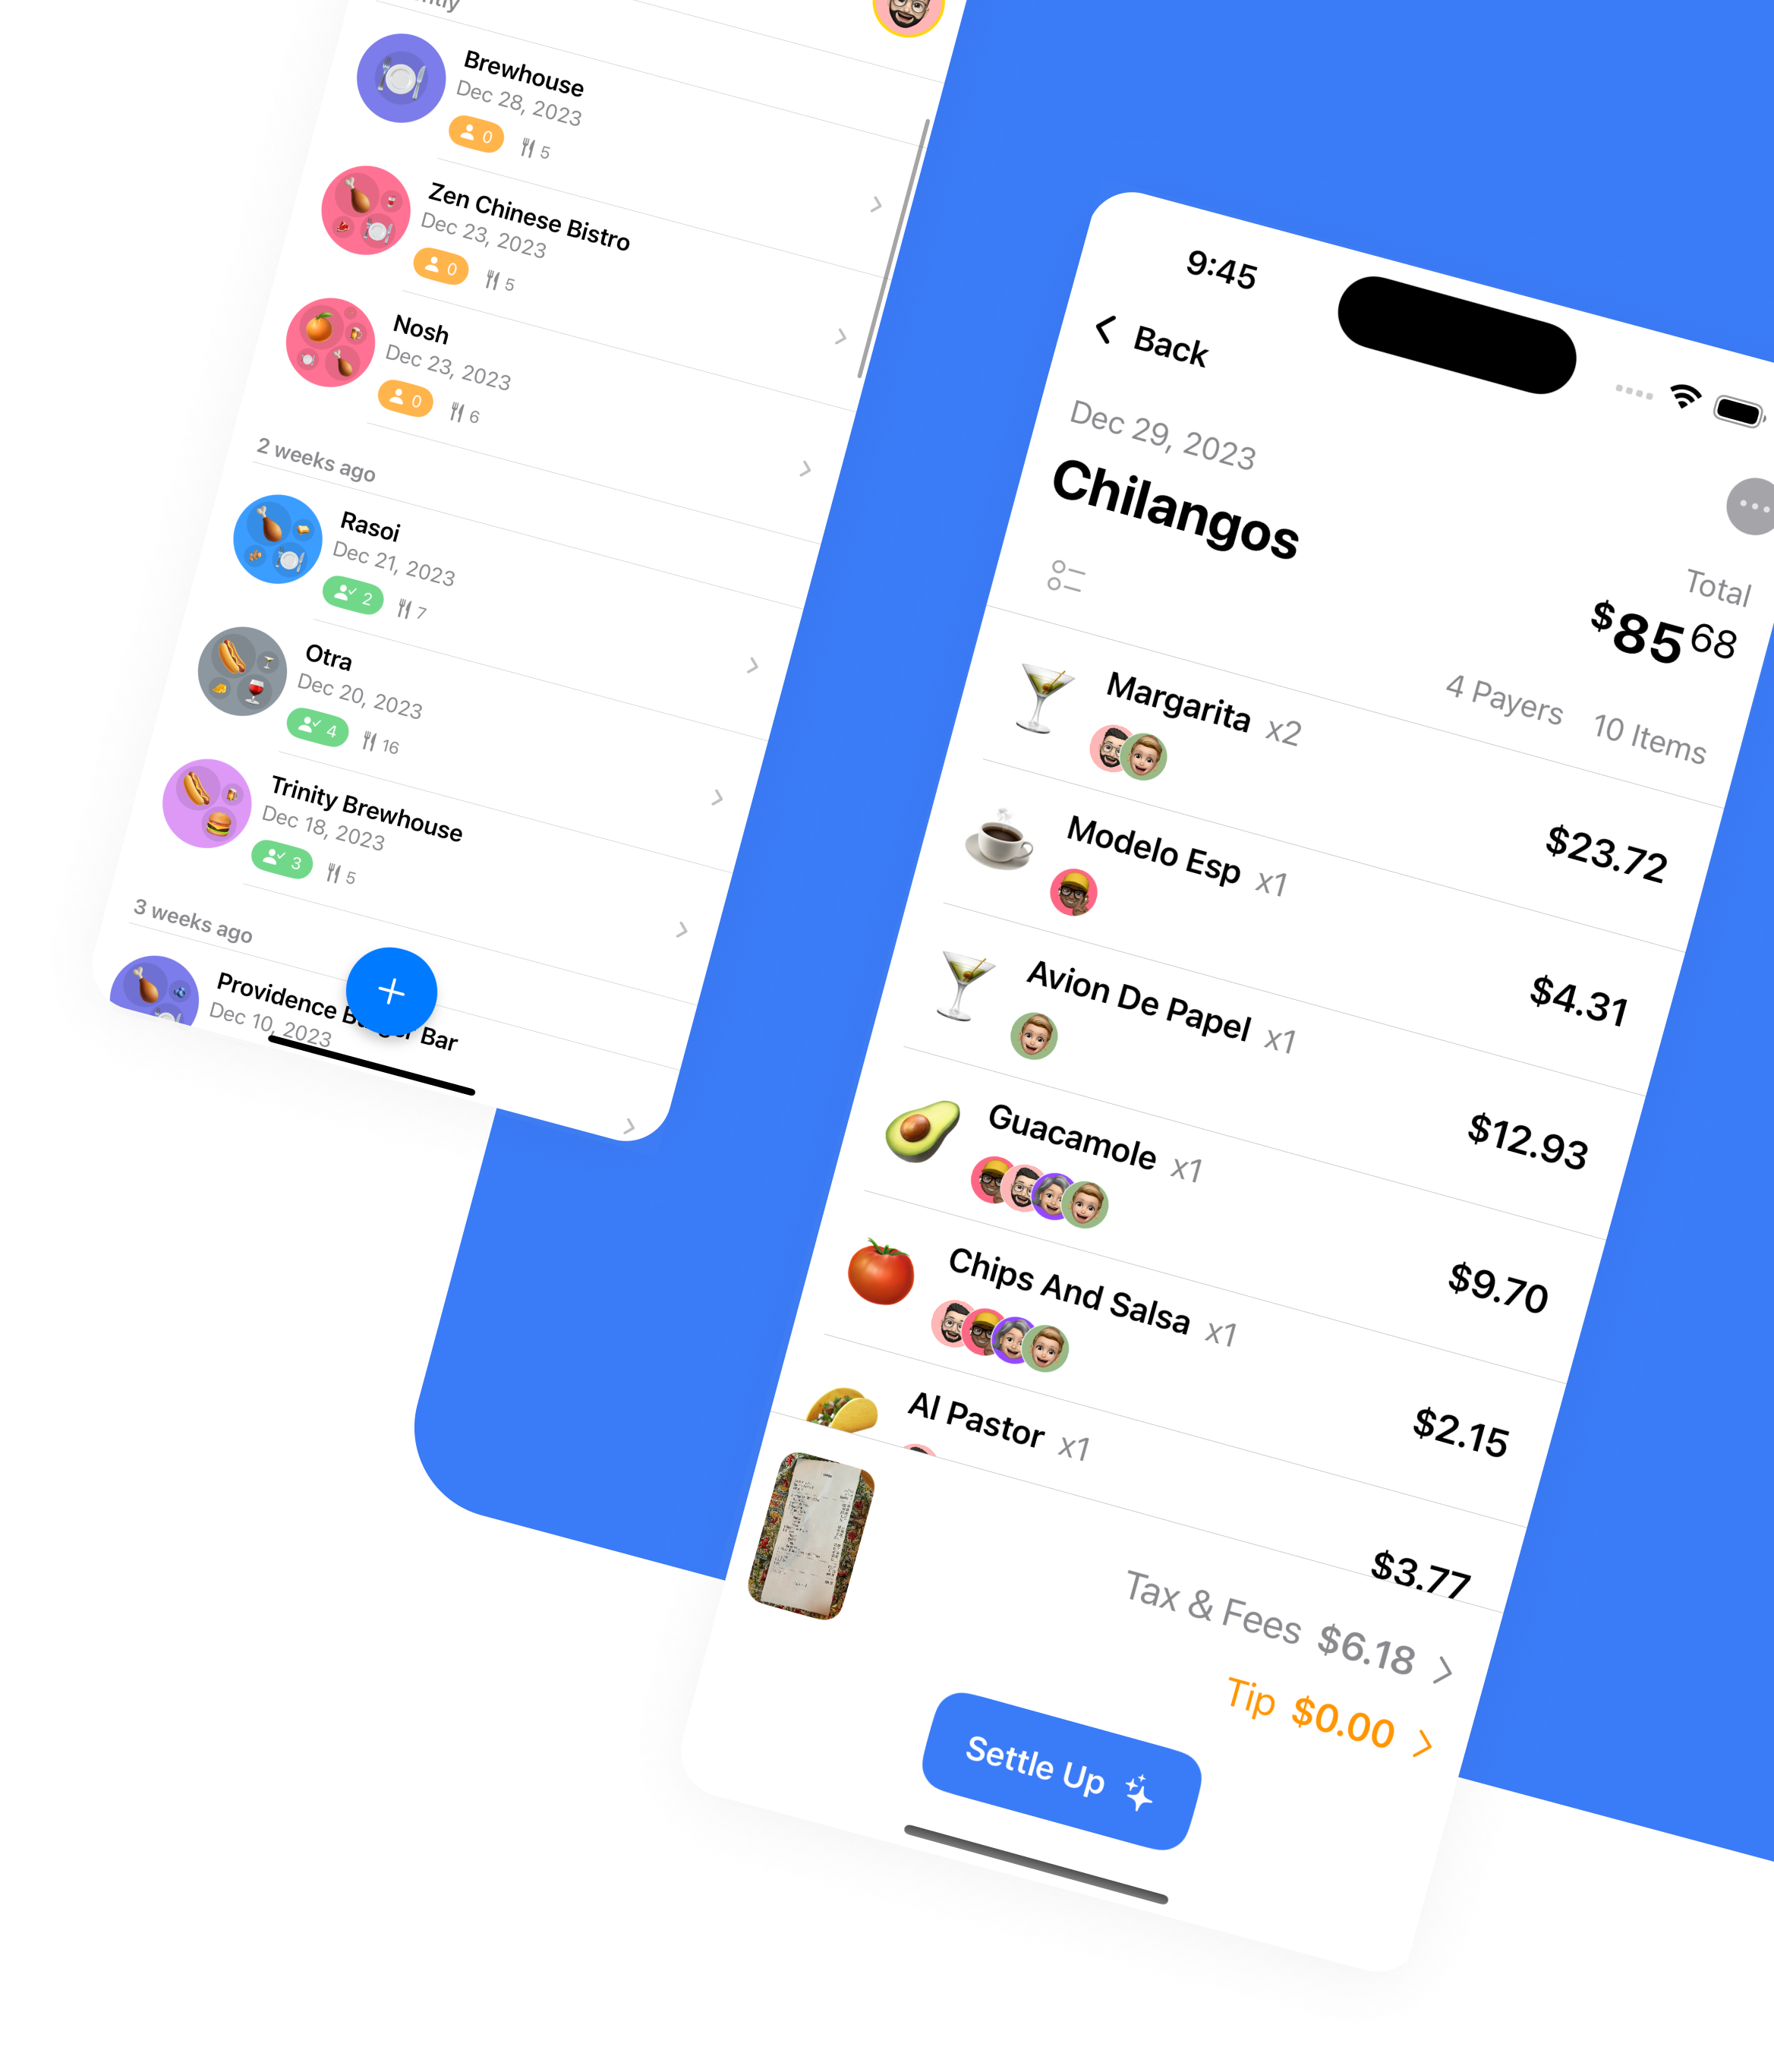 Brewhouse
Dec 28, 2023
0 5
Zen Chinese Bistro
Dec 23, 2023
0 5
Nosh
Dec 23, 2023
0 6
2 weeks ago
Rasoi
Dec 21, 2023
2 7
Otra
Dec 20, 2023
4 16
Trinity Brewhouse
Dec 18, 2023
3 5
3 weeks ago
Providence Bar
Dec 10, 2023
9:45
Back
Dec 29, 2023
Chilangos
Total
$85 68
4 Payers 10 Items
Margarita x2
$23.72
Modelo Esp x1
$4.31
Avion De Papel x1
$12.93
Guacamole x1
$9.70
Chips And Salsa x1
$2.15
Al Pastor x1
$3.77
Tax & Fees $6.18
Tip $0.00
Settle Up